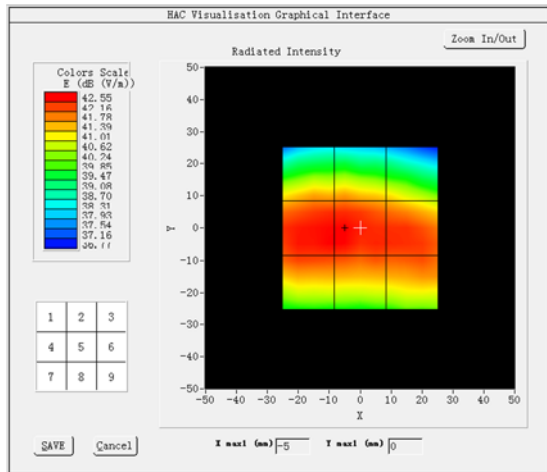 HAC Visualisation Graphical Interface
Zoom In/Out
Radiated Intensity
Colors Scale
E (dB (V/m))
42.55
42.16
41.78
41.39
41.01
40.62
40.24
39.85
39.47
39.08
38.70
38.31
37.93
37.54
37.16
36.77
50-
40-
30-
20-
10-
0-
-10-
-20-
-30-
-40-
-50-
Y
-50 -40 -30 -20 -10 0 10 20 30 40 50
X
1 2 3
4 5 6
7 8 9
SAVE Cancel
X max1 (mm) -5 Y max1 (mm) 0